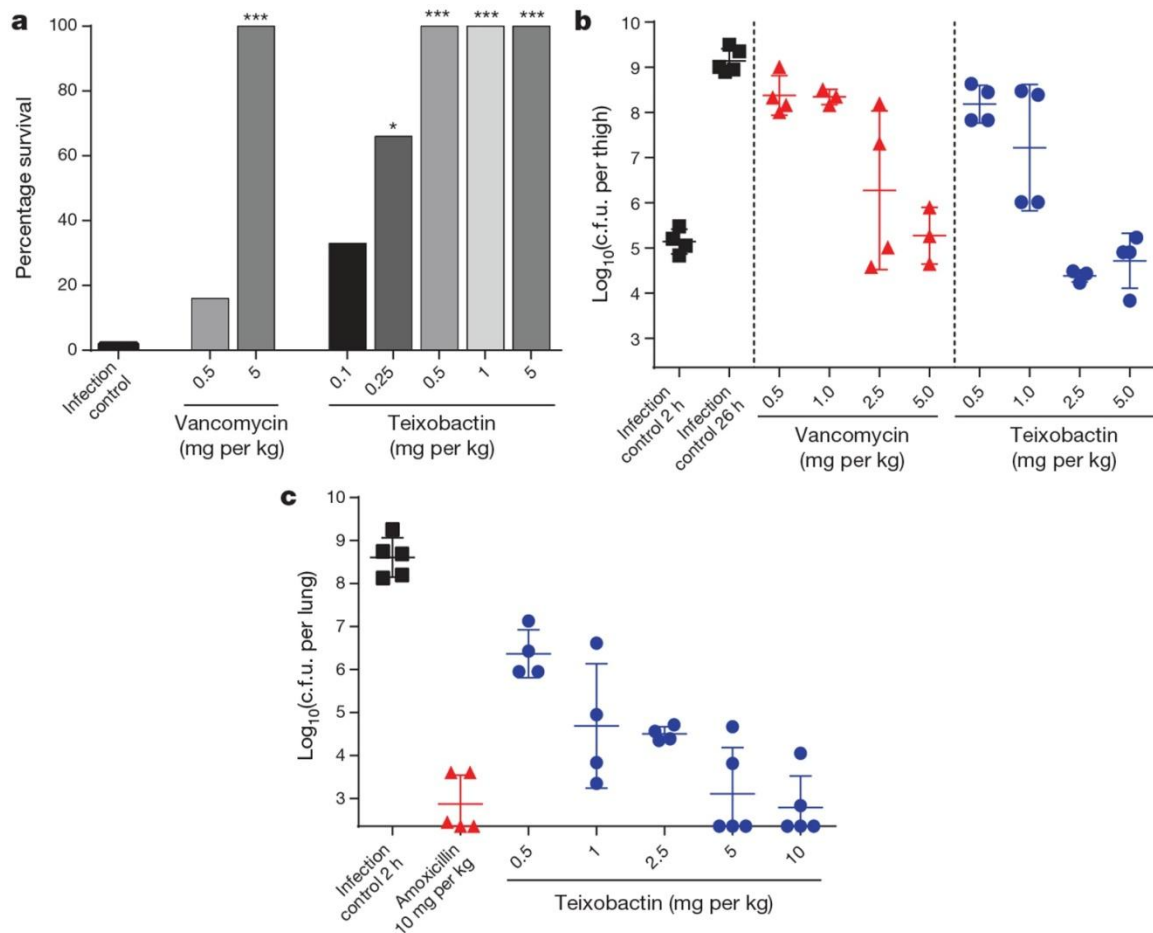 a
Percentage survival
100
80
60
40
20
0
***
*
***
***
***
Infection
control
0.5
5
0.1
0.25
0.5
1
5
Vancomycin
(mg per kg)
Teixobactin
(mg per kg)
b
Log10(c.f.u. per thigh)
10
9
8
7
6
5
4
3
Infection
control 2 h
Infection
control 26 h
0.5
1.0
2.5
5.0
0.5
1.0
2.5
5.0
Vancomycin
(mg per kg)
Teixobactin
(mg per kg)
c
Log10(c.f.u. per lung)
10
9
8
7
6
5
4
3
Infection
control 2 h
Amoxicillin
10 mg per kg
0.5
1
2.5
5
10
Teixobactin (mg per kg)